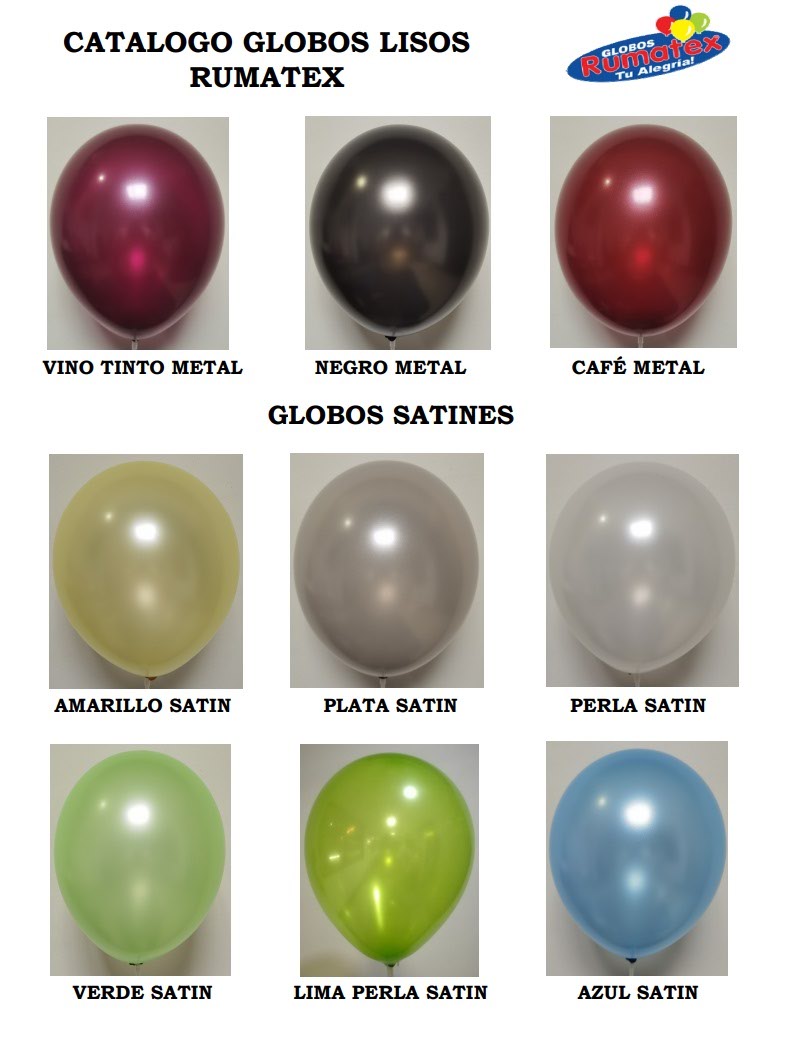 CATALOGO GLOBOS LISOS
RUMATEX
GLOBOS
Rumatex
Tu Alegria!
VINO TINTO METAL
NEGRO METAL
CAFÉ METAL
GLOBOS SATINES
AMARILLO SATIN
PLATA SATIN
PERLA SATIN
VERDE SATIN
LIMA PERLA SATIN
AZUL SATIN